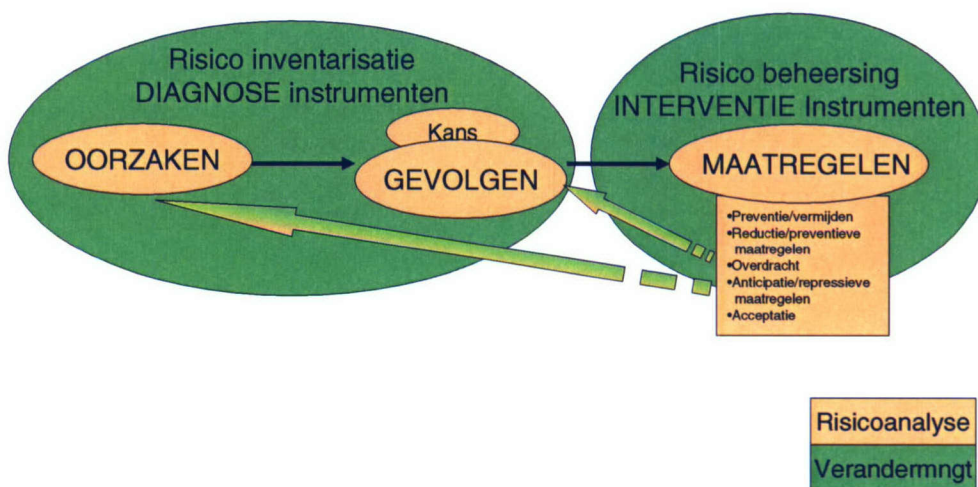 Risico inventarisatie
DIAGNOSE instrumenten
Kans
OORZAKEN
GEVOLGEN
Risico beheersing
INTERVENTIE Instrumenten
MAATREGELEN
•Preventie/vermijden
•Reductie/preventieve
maatregelen
•Overdracht
•Anticipatie/repressieve
maatregelen
•Acceptatie
Risicoanalyse
Verandermngt